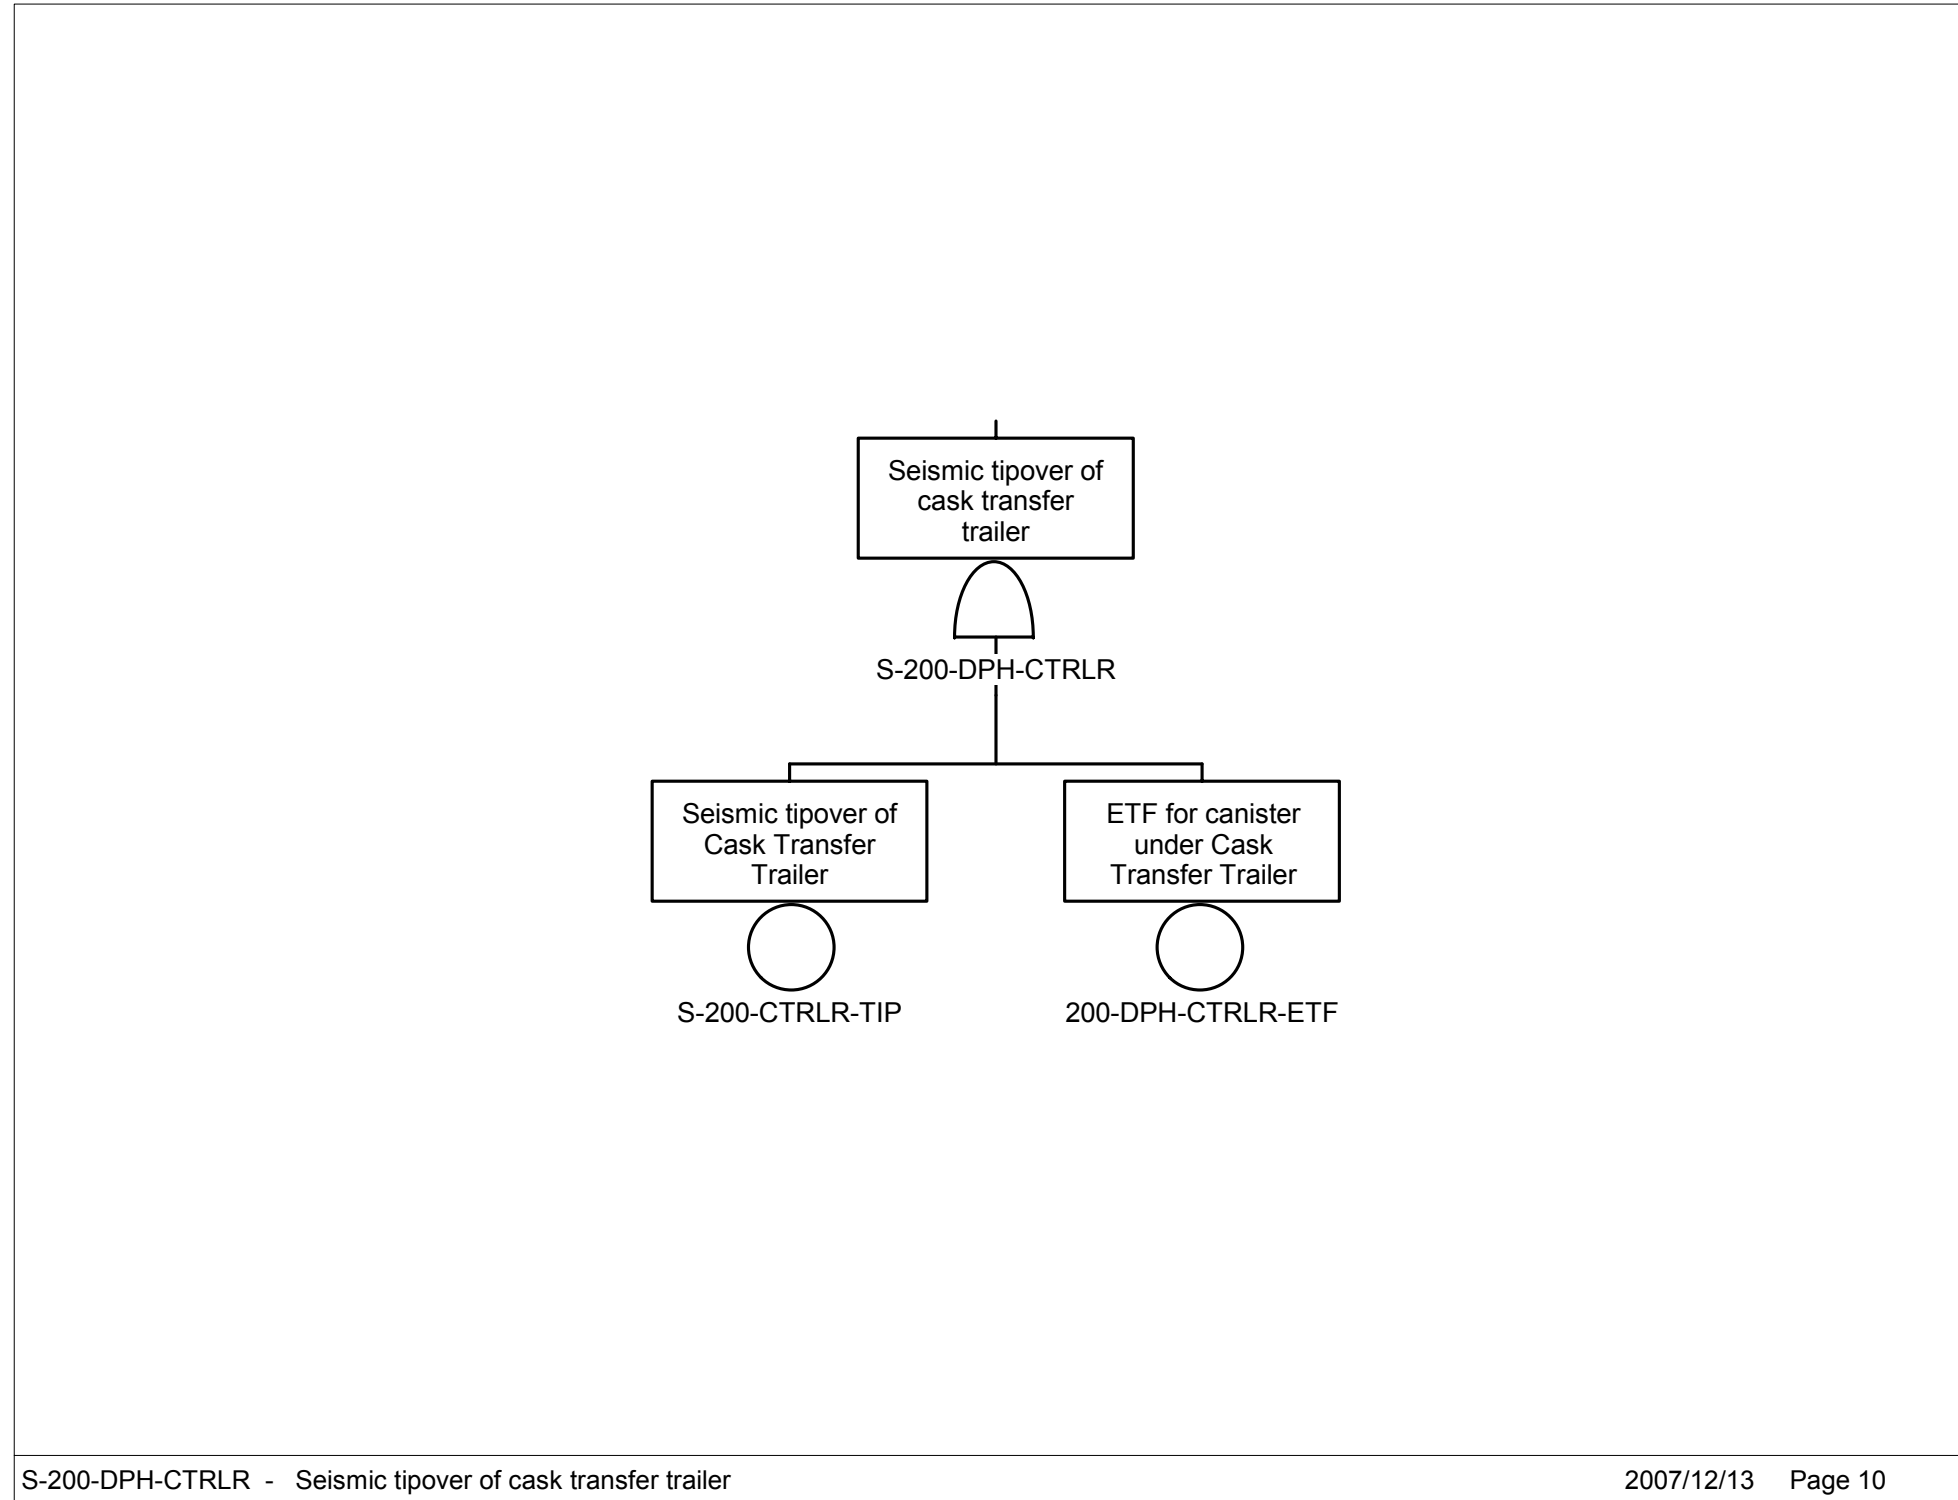 Seismic tipover of
cask transfer
trailer
S-200-DPH-CTRLR
Seismic tipover of
Cask Transfer
Trailer
S-200-CTRLR-TIP
ETF for canister
under Cask
Transfer Trailer
200-DPH-CTRLR-ETF
S-200-DPH-CTRLR - Seismic tipover of cask transfer trailer 2007/12/13 Page 10